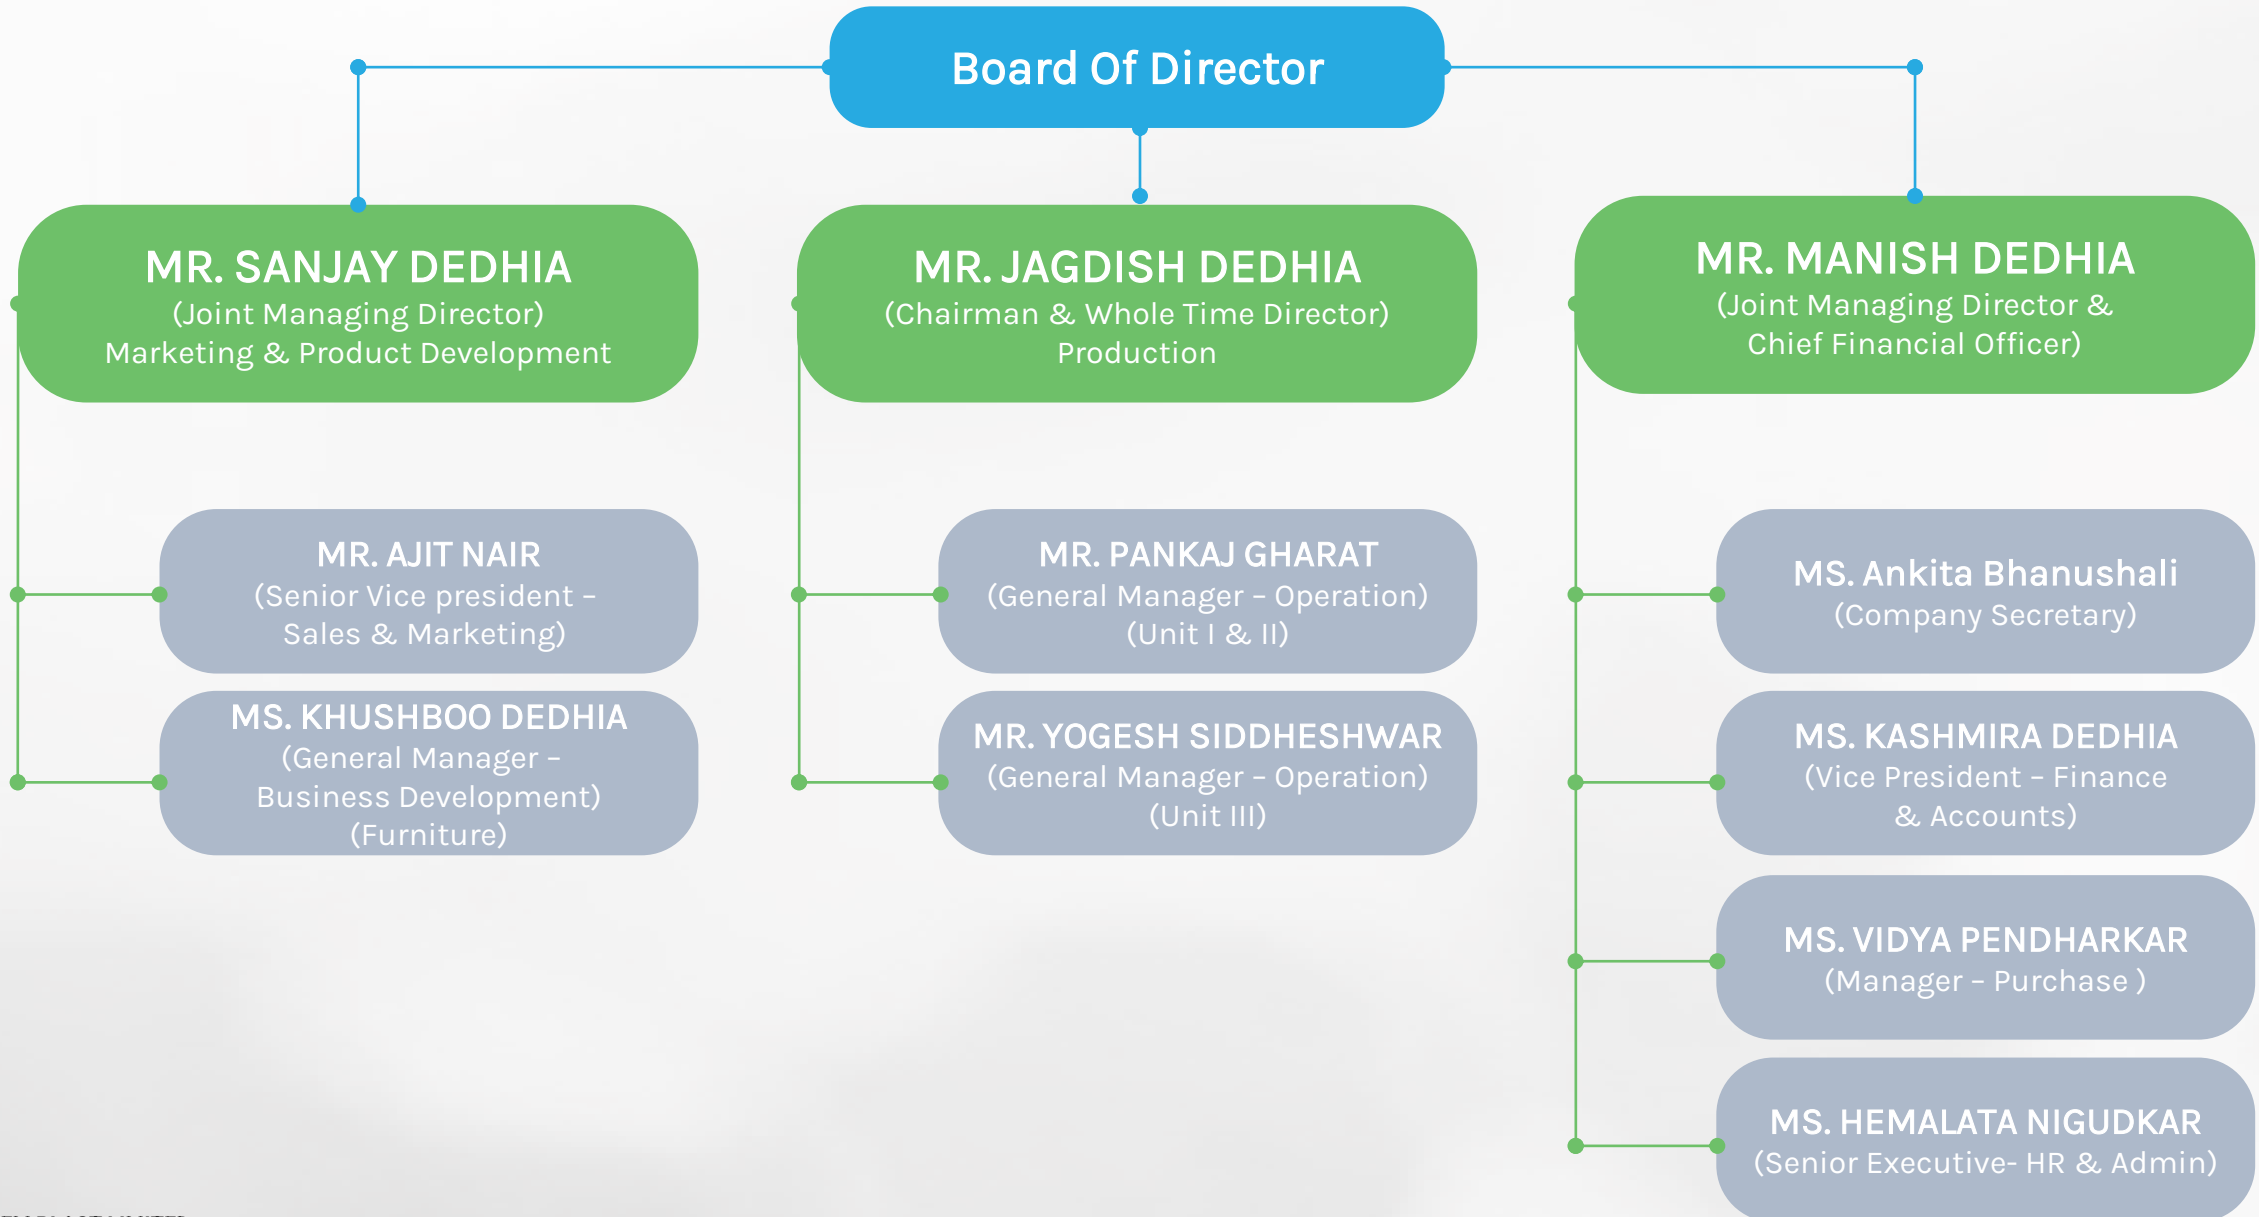 Board Of Director
MR. SANJAY DEDHIA
(Joint Managing Director)
Marketing & Product Development
MR. JAGDISH DEDHIA
(Chairman & Whole Time Director)
Production
MR. MANISH DEDHIA
(Joint Managing Director &
Chief Financial Officer)
MR. AJIT NAIR
(Senior Vice president –
Sales & Marketing)
MS. KHUSHBOO DEDHIA
(General Manager –
Business Development)
(Furniture)
MR. PANKAJ GHARAT
(General Manager – Operation)
(Unit I & II)
MR. YOGESH SIDDHESHWAR
(General Manager – Operation)
(Unit III)
MS. Ankita Bhanushali
(Company Secretary)
MS. KASHMIRA DEDHIA
(Vice President – Finance
& Accounts)
MS. VIDYA PENDHARKAR
(Manager – Purchase )
MS. HEMALATA NIGUDKAR
(Senior Executive- HR & Admin)